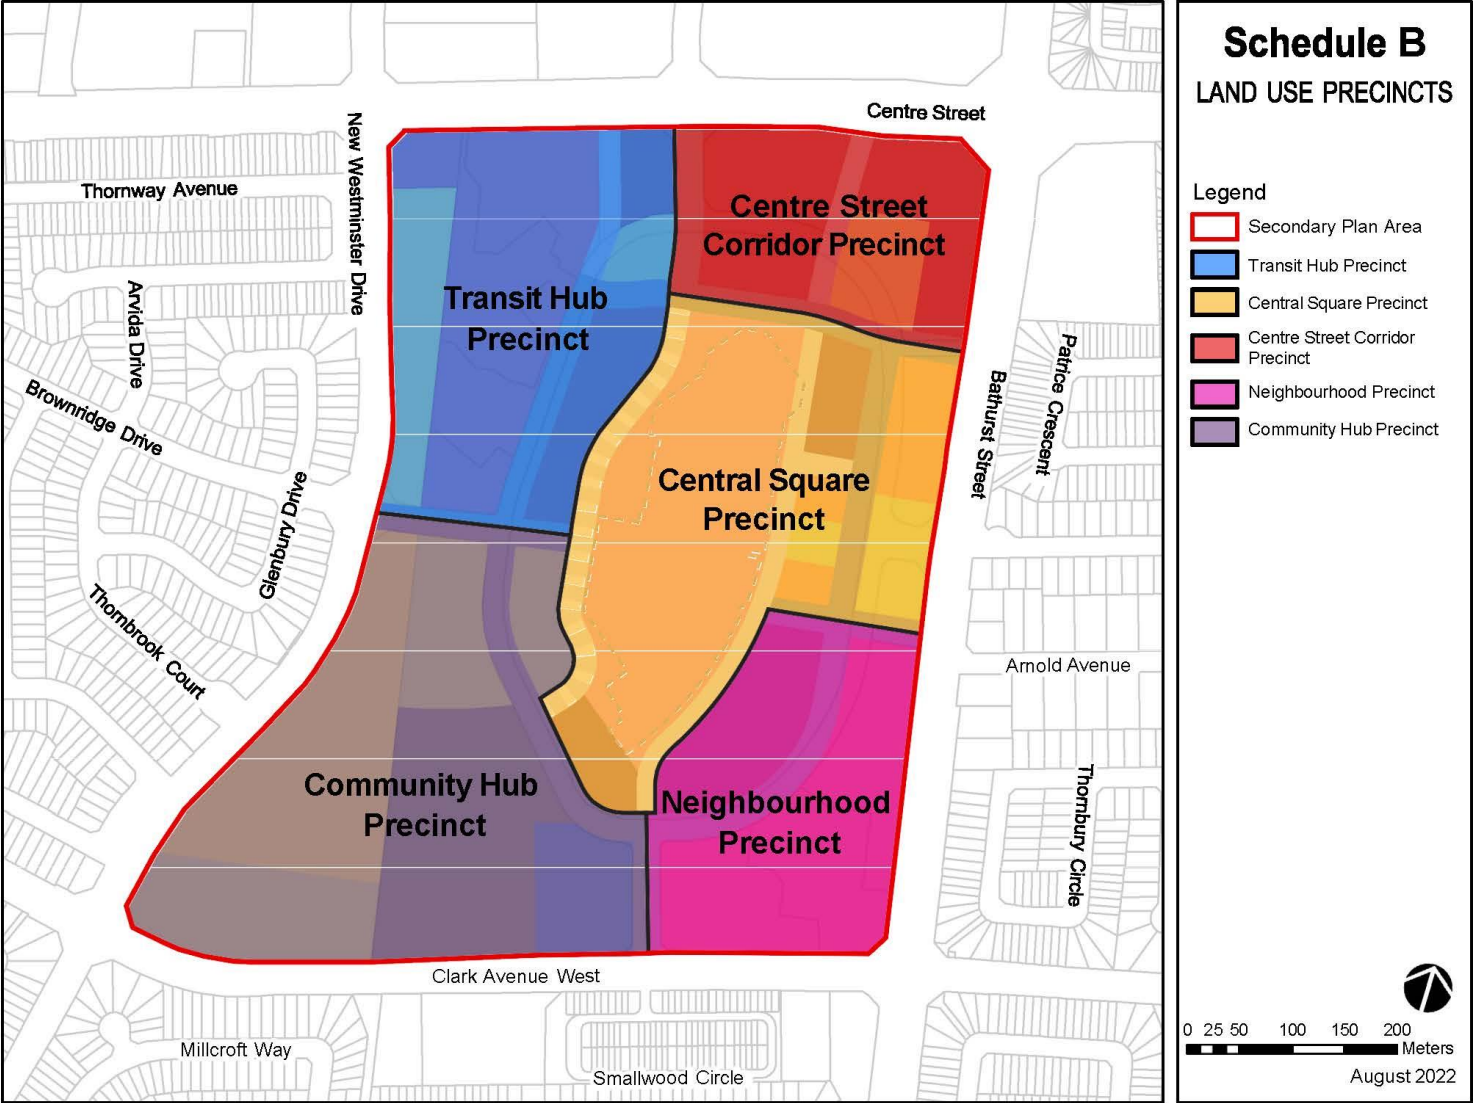 Schedule B
LAND USE PRECINCTS
Legend
Secondary Plan Area
Transit Hub Precinct
Central Square Precinct
Centre Street Corridor
Precinct
Neighbourhood Precinct
Community Hub Precinct
Centre Street
New Westminster Drive
Thornway Avenue
Arvida Drive
Brownridge Drive
Glenbury Drive
Thornbrook Court
Centre Street
Corridor Precinct
Transit Hub
Precinct
Central Square
Precinct
Community Hub
Precinct
Neighbourhood
Precinct
Bathurst Street
Patrice Crescent
Arnold Avenue
Thornbury Circle
Clark Avenue West
Millcroft Way
Smallwood Circle
0 25 50 100 150 200
Meters
August 2022